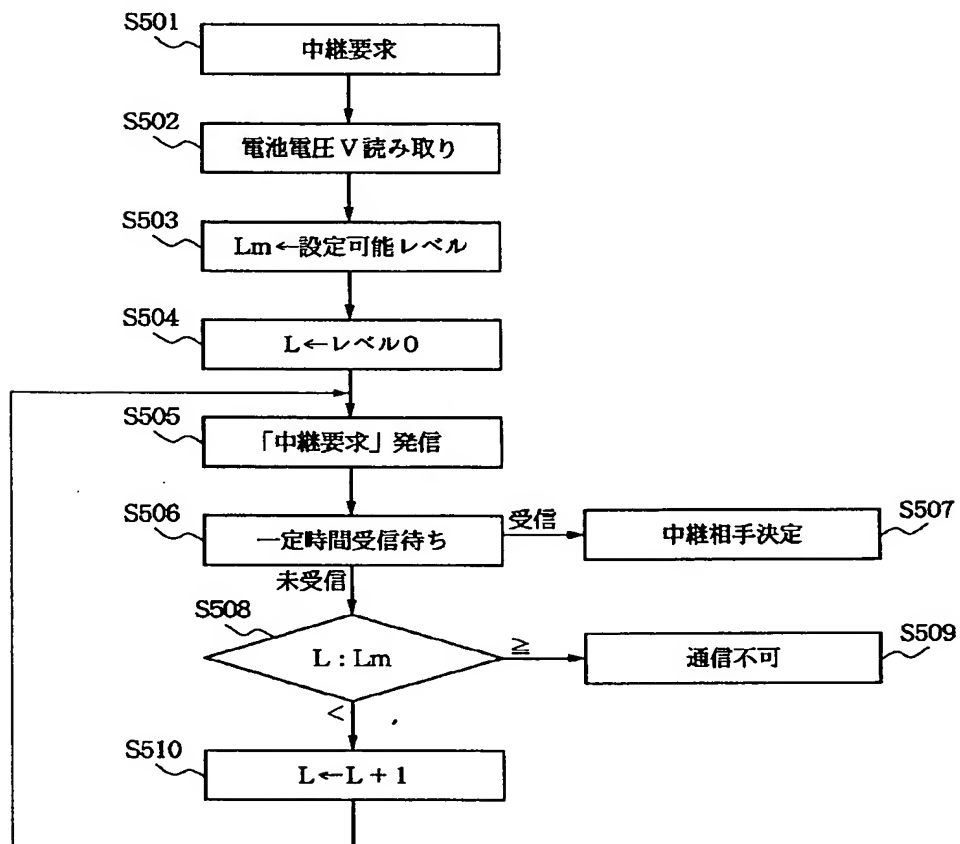 S501
中継要求
S502
電池電圧V読み取り
S503
Lm←設定可能レベル
S504
L←レベル0
S505
「中継要求」発信
S506
一定時間受信待ち
受信
S507
中継相手決定
未受信
S508
L : Lm
≧
S509
通信不可
<
S510
L←L+1